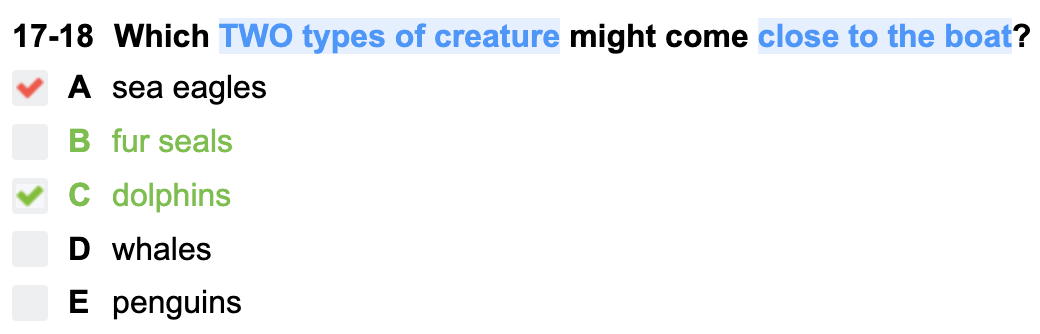 17-18 Which TWO types of creature might come close to the boat?
A sea eagles
B fur seals
C dolphins
D whales
E penguins